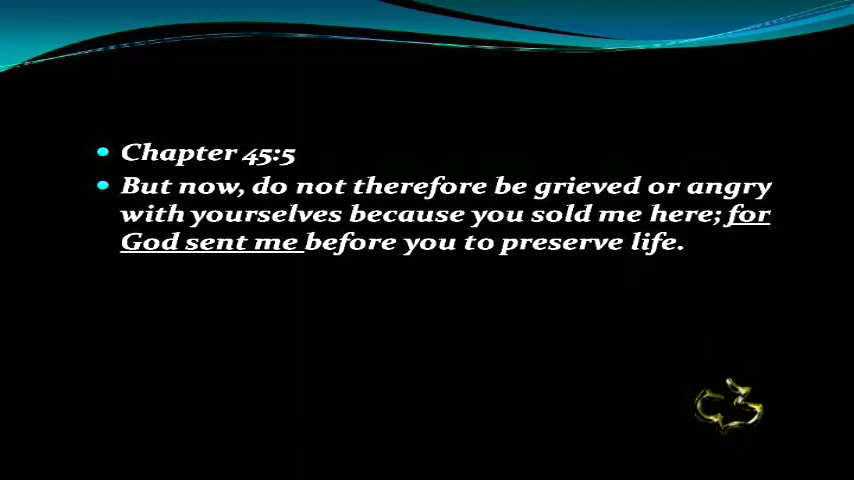 Chapter 45:5
But now, do not therefore be grieved or angry
with yourselves because you sold me here; for
God sent me before you to preserve life.